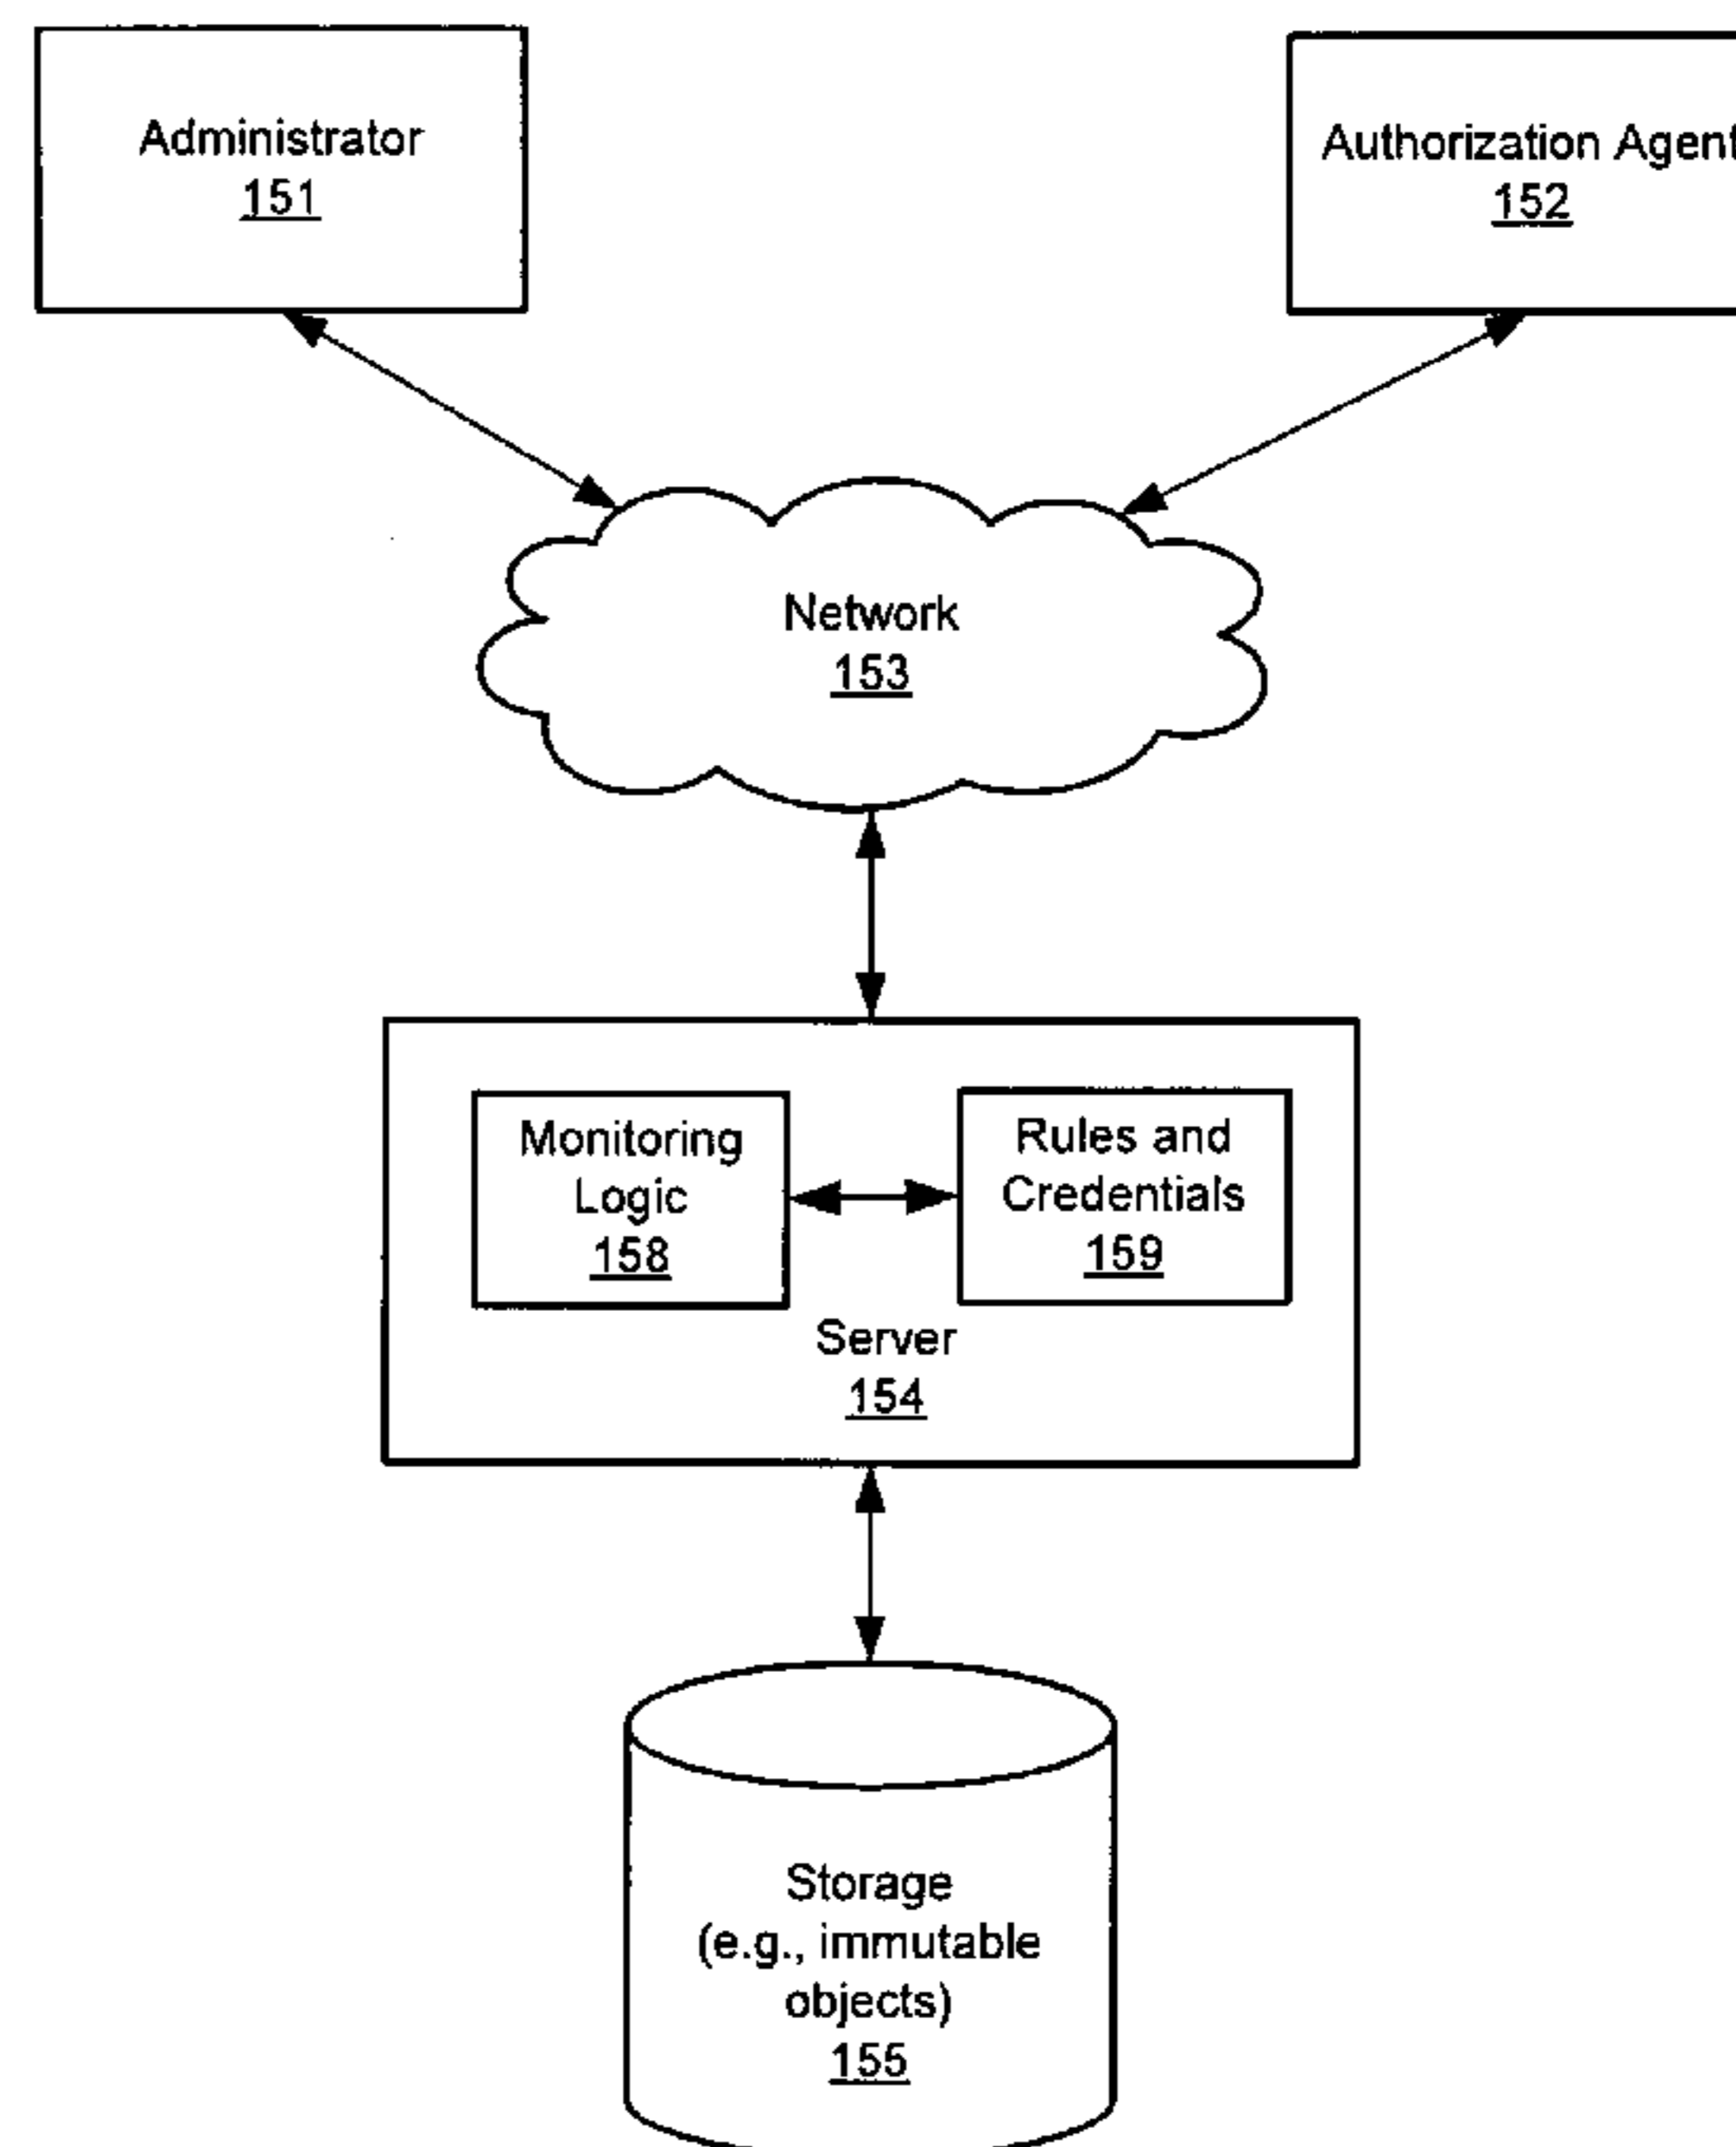 Administrator
151
Authorization Agent
152
Network
153
Monitoring
Logic
158
Rules and
Credentials
159
Server
154
Storage
(e.g., immutable
objects)
155